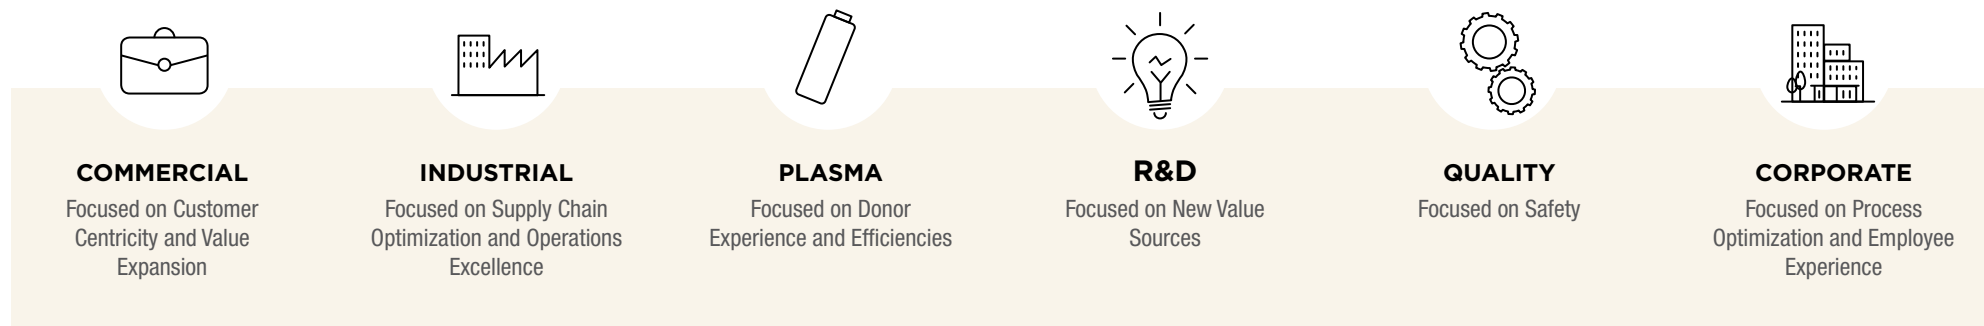 COMMERCIAL
Focused on Customer
Centricity and Value
Expansion
INDUSTRIAL
Focused on Supply Chain
Optimization and Operations
Excellence
PLASMA
Focused on Donor
Experience and Efficiencies
R&D
Focused on New Value
Sources
QUALITY
Focused on Safety
CORPORATE
Focused on Process
Optimization and Employee
Experience